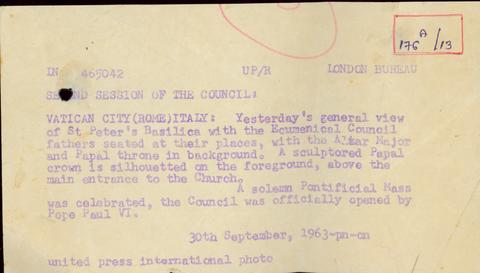 A
176 /13
IN 465042 UP/R LONDON BUREAU
SECOND SESSION OF THE COUNCIL:
VATICAN CITY(ROME)ITALY: Yesterday's general view
of St Peter's Basilica with the Ecumenical Council
fathers seated at their places, with the Altar Major
and Papal throne in background. A sculptored Papal
crown is silhuetted on the foreground, above the
main entrance to the Church.
A solemn Pontificial Mass
was celebrated, the Council was officially opened by
Pope Paul VI.
30th September, 1963-pn-on
united press international photo